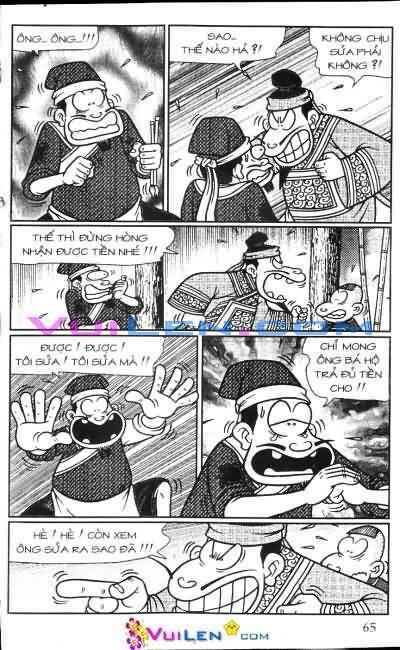 ÔNG... ÔNG...!!!
SAO...
THẾ NÀO HẢ?!
KHÔNG CHỊU
SỬA PHẢI
KHÔNG?!
THẾ THÌ ĐỪNG HÒNG
NHẬN ĐƯỢC TIỀN NHÉ!!!
VUILEN.COM
ĐƯỢC! ĐƯỢC!
TÔI SỬA! TÔI SỬA MÀ!!
CHỈ MONG
ÔNG BÁ HỘ
TRẢ ĐỦ TIỀN
CHO!!
HÈ! HÈ! CÒN XEM
ÔNG SỬA RA SAO ĐÃ!!!
65
VUILEN.COM